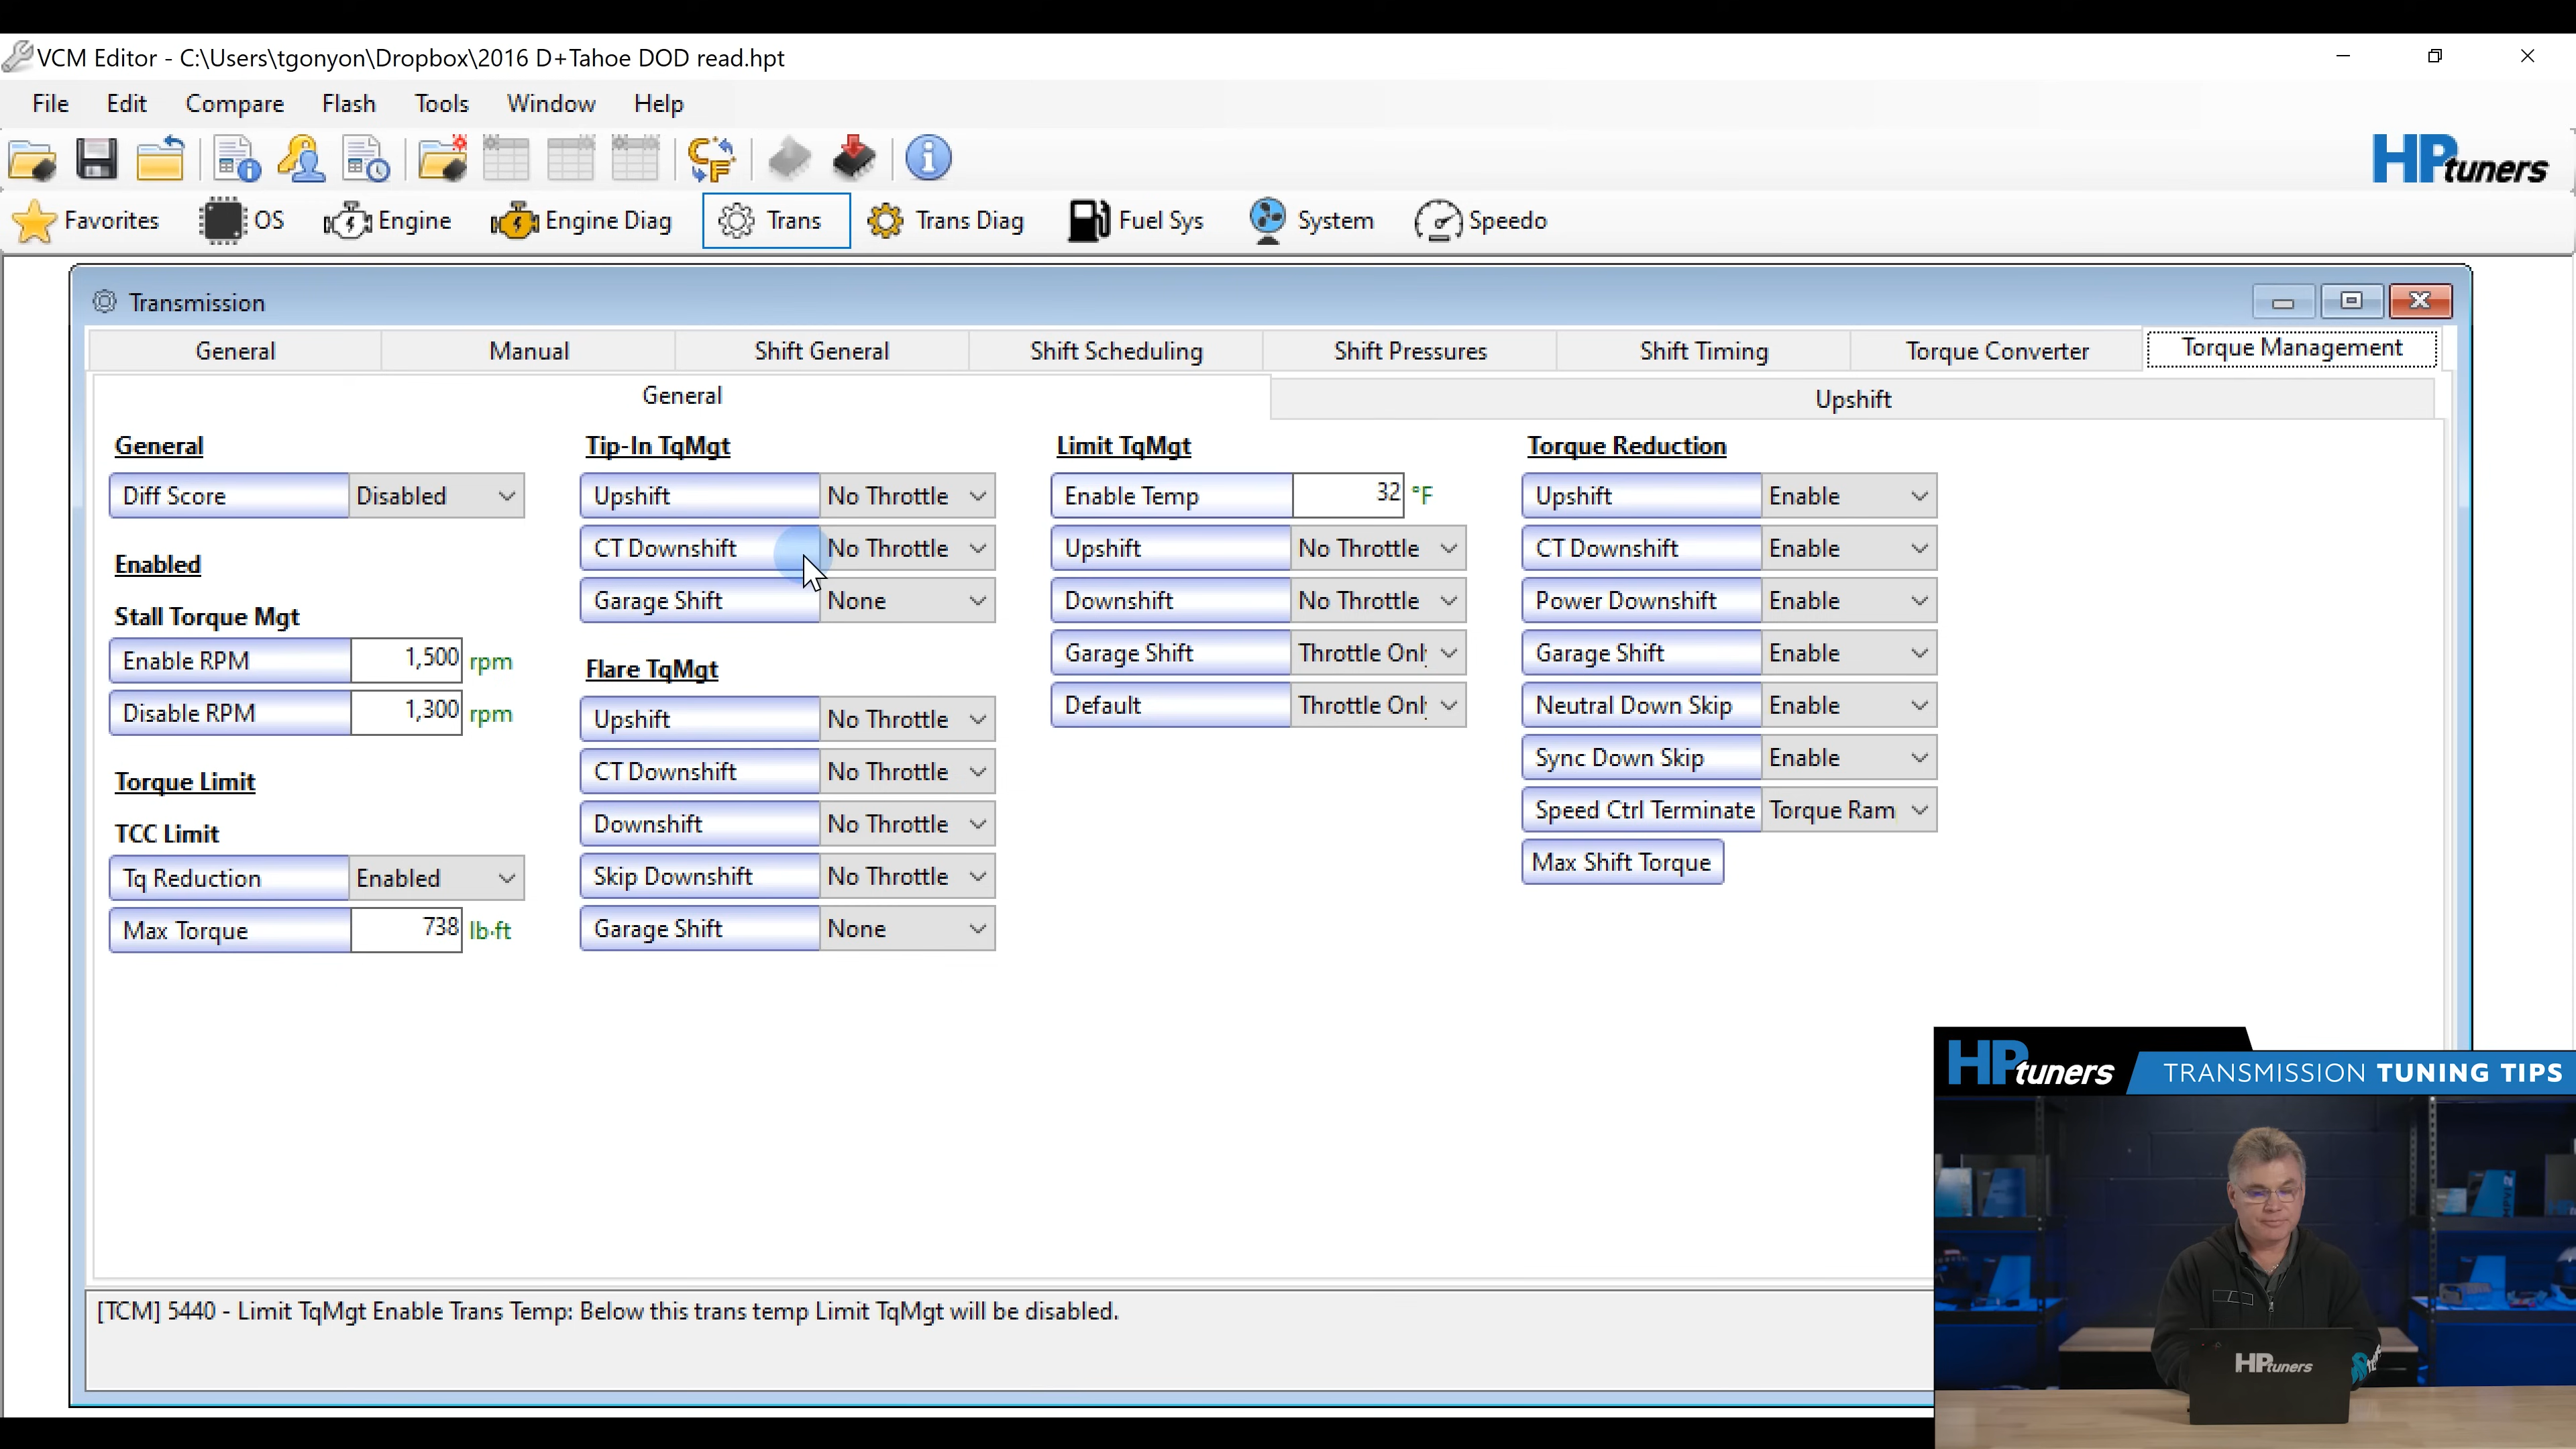 VCM Editor - C:\Users\tgonyon\Dropbox\2016 D+Tahoe DOD read.hpt
File Edit Compare Flash Tools Window Help
HPtuners
Favorites OS Engine Engine Diag Trans Trans Diag Fuel Sys System Speedo
Transmission
General Manual Shift General Shift Scheduling Shift Pressures Shift Timing Torque Converter Torque Management
General Upshift
General
Diff Score Disabled
Enabled
Stall Torque Mgt
Enable RPM 1,500 rpm
Disable RPM 1,300 rpm
Torque Limit
TCC Limit
Tq Reduction Enabled
Max Torque 738 lb·ft
Tip-In TqMgt
Upshift No Throttle
CT Downshift No Throttle
Garage Shift None
Flare TqMgt
Upshift No Throttle
CT Downshift No Throttle
Downshift No Throttle
Skip Downshift No Throttle
Garage Shift None
Limit TqMgt
Enable Temp 32 °F
Upshift No Throttle
Downshift No Throttle
Garage Shift Throttle Onl
Default Throttle Onl
Torque Reduction
Upshift Enable
CT Downshift Enable
Power Downshift Enable
Garage Shift Enable
Neutral Down Skip Enable
Sync Down Skip Enable
Speed Ctrl Terminate Torque Ram
Max Shift Torque
[TCM] 5440 - Limit TqMgt Enable Trans Temp: Below this trans temp Limit TqMgt will be disabled.
HPtuners TRANSMISSION TUNING TIPS
HPtuners